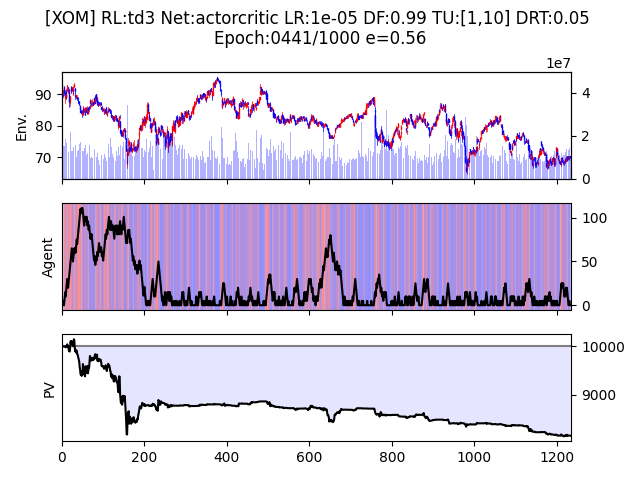 [XOM] RL:td3 Net:actorcritic LR:1e-05 DF:0.99 TU:[1,10] DRT:0.05
Epoch:0441/1000 e=0.56
1e7
Env.
90
80
70
4
2
0
Agent
100
50
0
PV
10000
9000
0 200 400 600 800 1000 1200